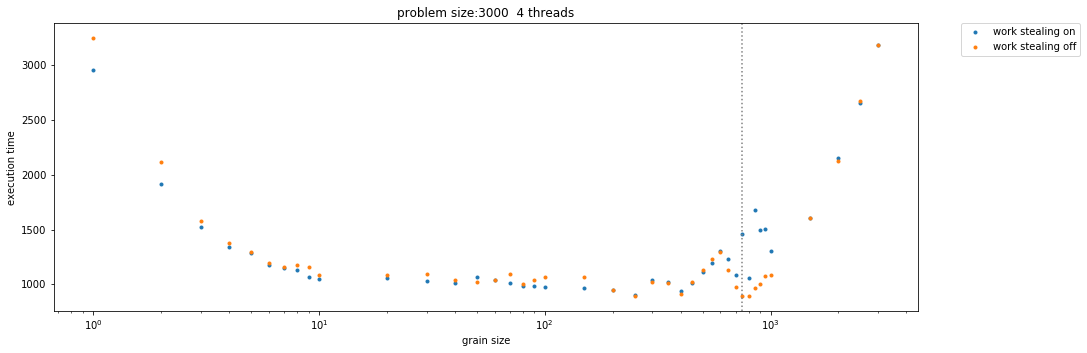 problem size:3000  4 threads
work stealing on
work stealing off
execution time
3000
2500
2000
1500
1000
10⁰
10¹
10²
10³
grain size